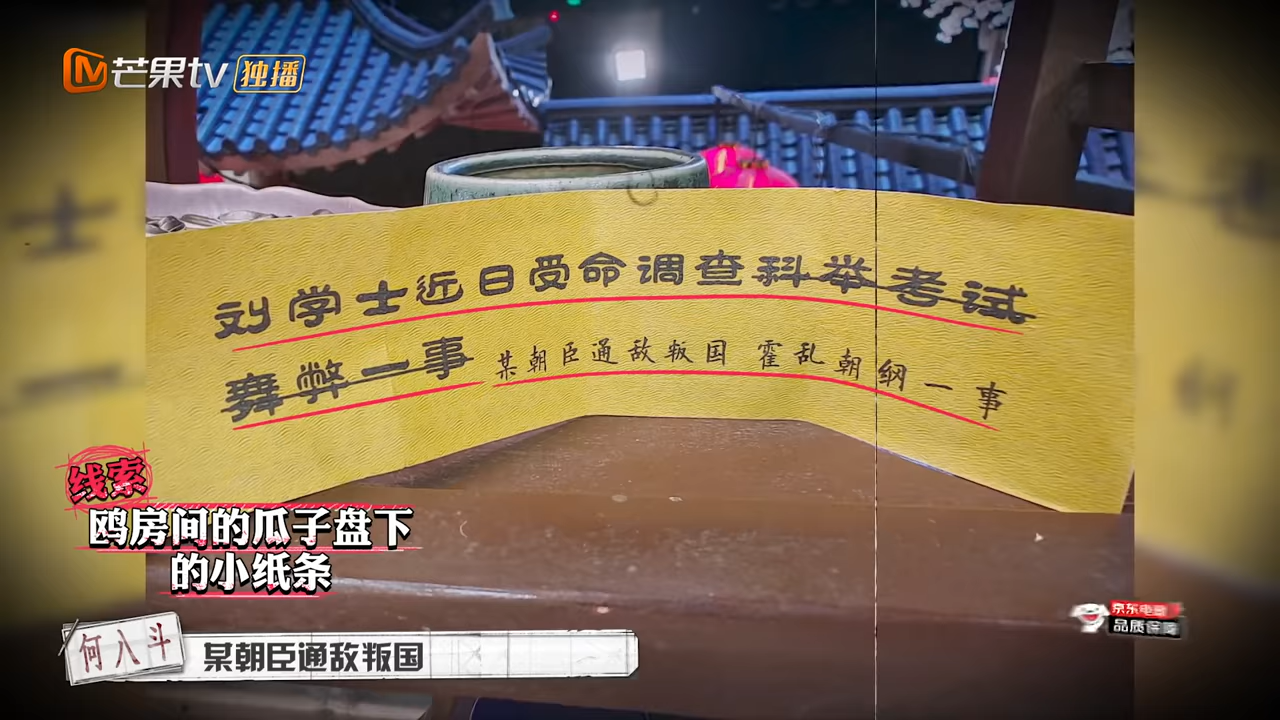 芒果tv 独播
刘学士近日受命调查科举考试
舞弊一事 某朝臣通敌叛国 霍乱朝纲一事
线索
鸥房间的瓜子盘下
的小纸条
何入斗
某朝臣通敌叛国
京东电器
品质保障